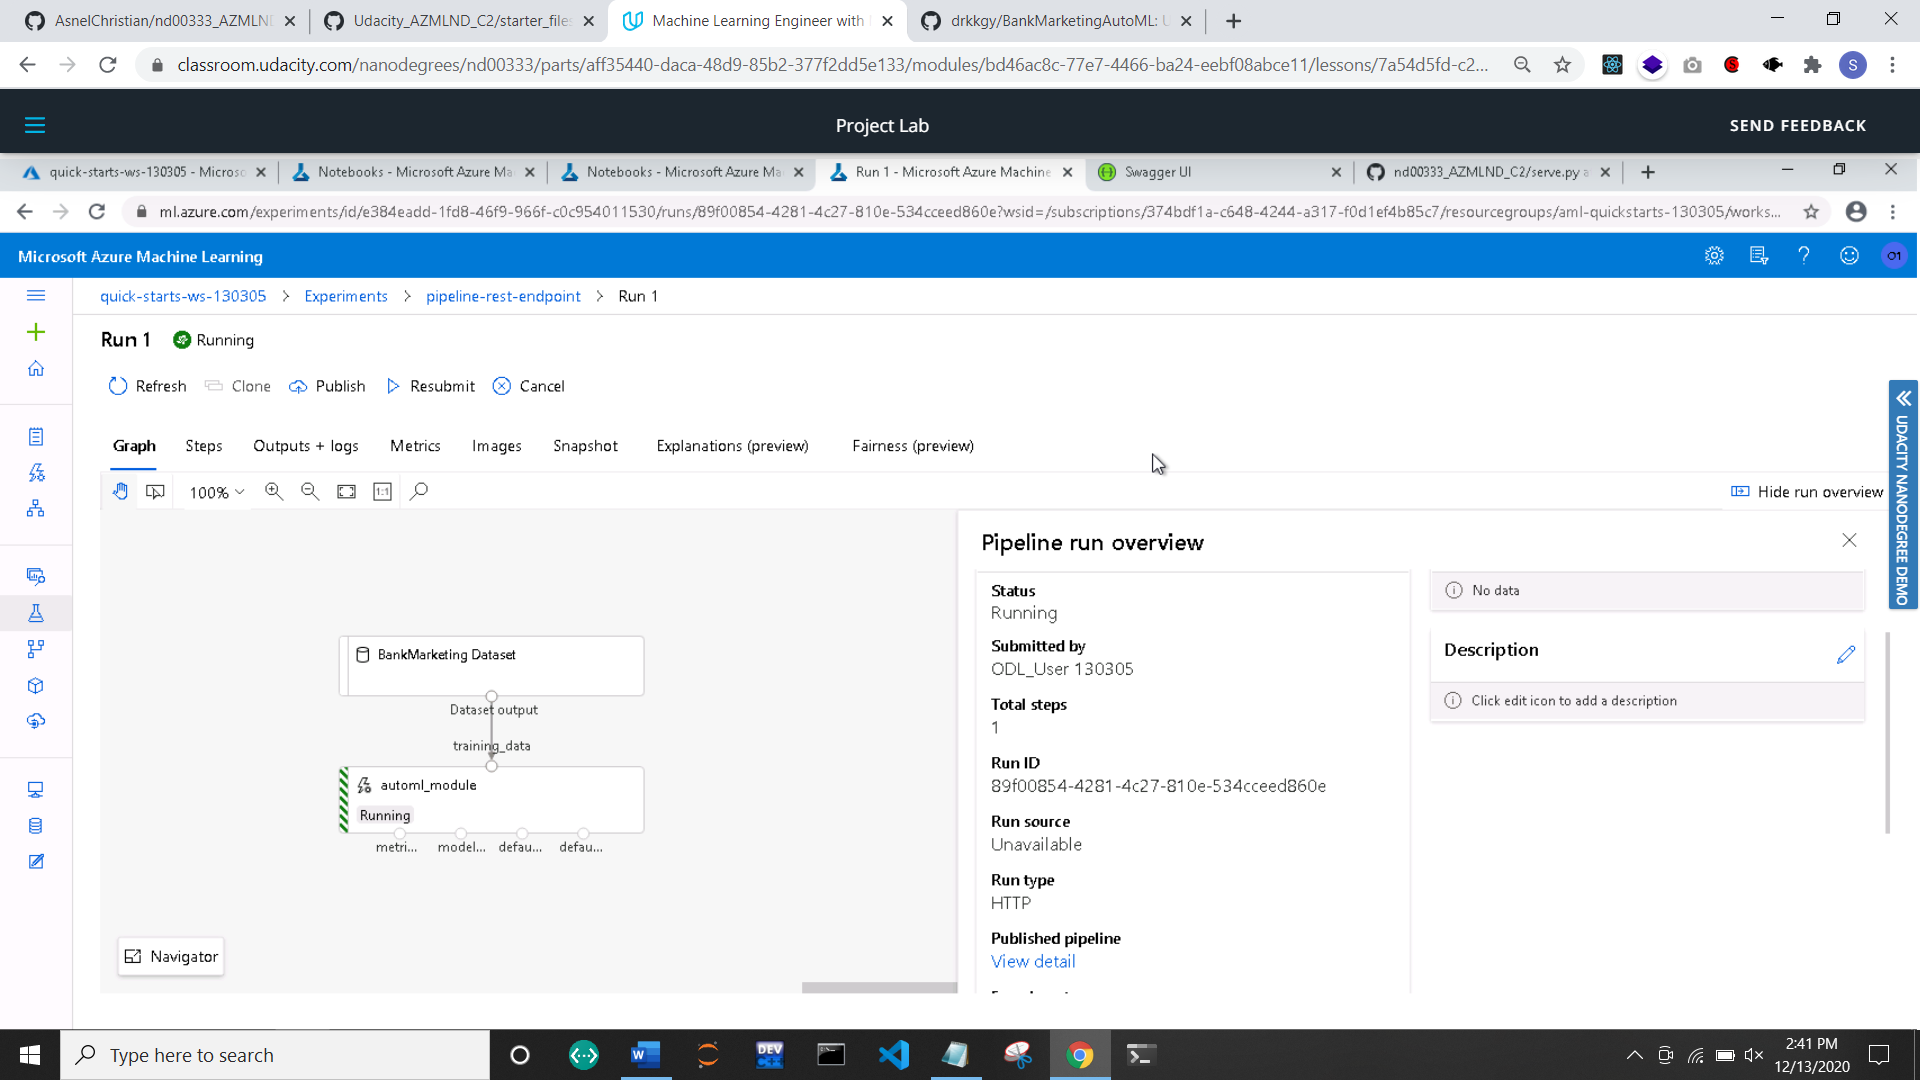 AsnelChristian/nd00333_AZMLND
Udacity_AZMLND_C2/starter_files
Machine Learning Engineer with
drkkgy/BankMarketingAutoML: U
classroom.udacity.com/nanodegrees/nd00333/parts/aff35440-daca-48d9-85b2-377f2dd5e133/modules/bd46ac8c-77e7-4466-ba24-eebf08abce11/lessons/7a54d5fd-c2...
S
Project Lab
SEND FEEDBACK
quick-starts-ws-130305 - Microso
Notebooks - Microsoft Azure Ma
Notebooks - Microsoft Azure Ma
Run 1 - Microsoft Azure Machine
Swagger UI
nd00333_AZMLND_C2/serve.py a
ml.azure.com/experiments/id/e384eadd-1fd8-46f9-966f-c0c954011530/runs/89f00854-4281-4c27-810e-534cceed860e?wsid=/subscriptions/374bdf1a-c648-4244-a317-f0d1ef4b85c7/resourcegroups/aml-quickstarts-130305/works...
Microsoft Azure Machine Learning
O1
quick-starts-ws-130305 > Experiments > pipeline-rest-endpoint > Run 1
Run 1 Running
Refresh Clone Publish Resubmit Cancel
Graph Steps Outputs + logs Metrics Images Snapshot Explanations (preview) Fairness (preview)
100% 1:1
Hide run overview
UDACITY NANODEGREE DEMO
BankMarketing Dataset
Dataset output
training_data
automl_module
Running
metri... model... defau... defau...
Navigator
Pipeline run overview
Status
Running
Submitted by
ODL_User 130305
Total steps
1
Run ID
89f00854-4281-4c27-810e-534cceed860e
Run source
Unavailable
Run type
HTTP
Published pipeline
View detail
No data
Description
Click edit icon to add a description
Type here to search
DEV
2:41 PM
12/13/2020